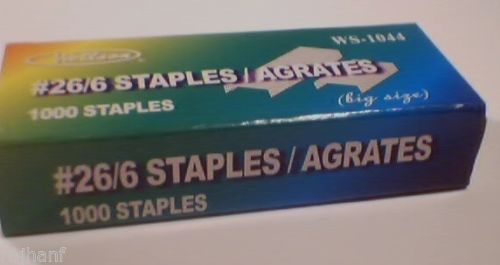 WS-1044
#26/6 STAPLES / AGRATES
1000 STAPLES
(big size)
#26/6 STAPLES / AGRATES
1000 STAPLES